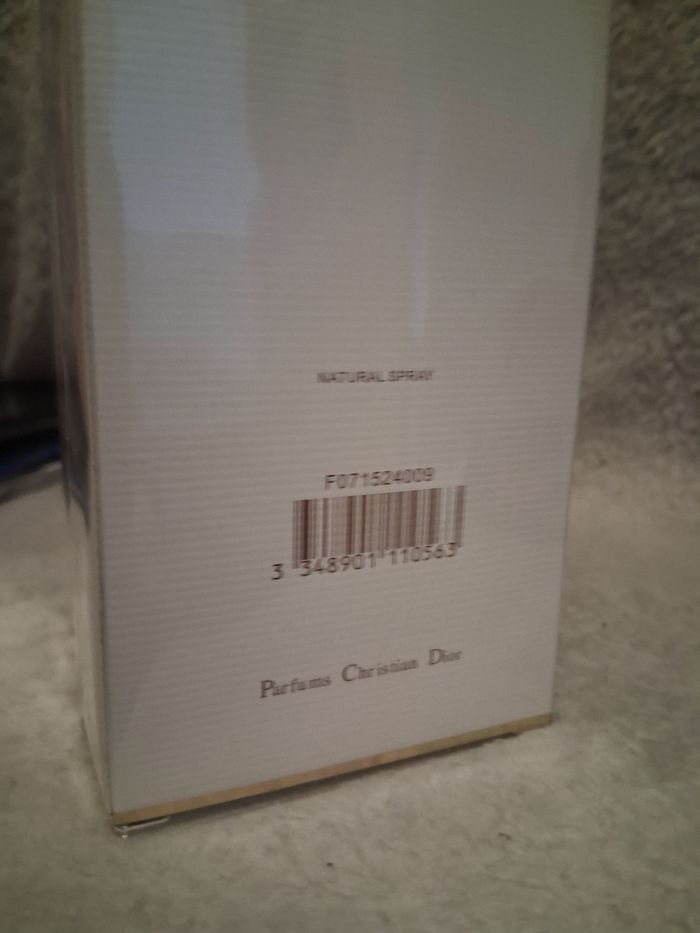 NATURAL SPRAY
F071524009
3 348901 110563
Parfums Christian Dior